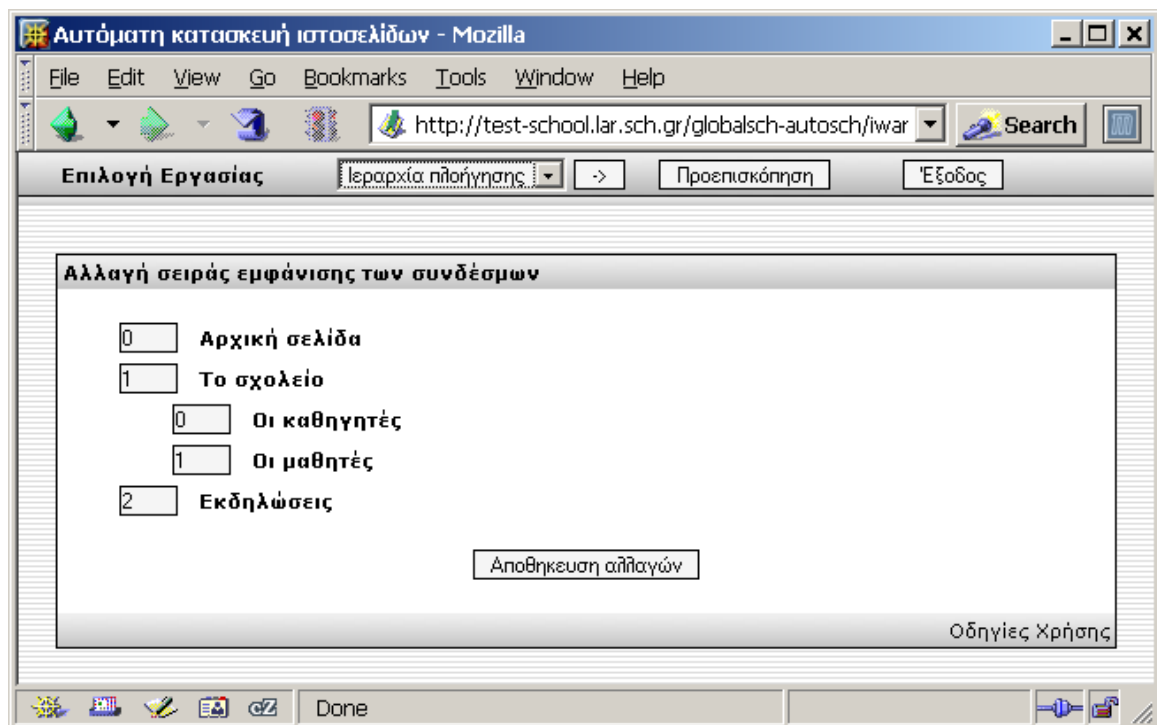 Αυτόματη κατασκευή ιστοσελίδων - Mozilla
File Edit View Go Bookmarks Tools Window Help
http://test-school.lar.sch.gr/globalsch-autosch/iwar Search
Επιλογή Εργασίας Ιεραρχία πλοήγησης -> Προεπισκόπηση Έξοδος
Αλλαγή σειράς εμφάνισης των συνδέσμων
0 Αρχική σελίδα
1 Το σχολείο
0 Οι καθηγητές
1 Οι μαθητές
2 Εκδηλώσεις
Αποθηκευση αλλαγών
Οδηγίες Χρήσης
Done